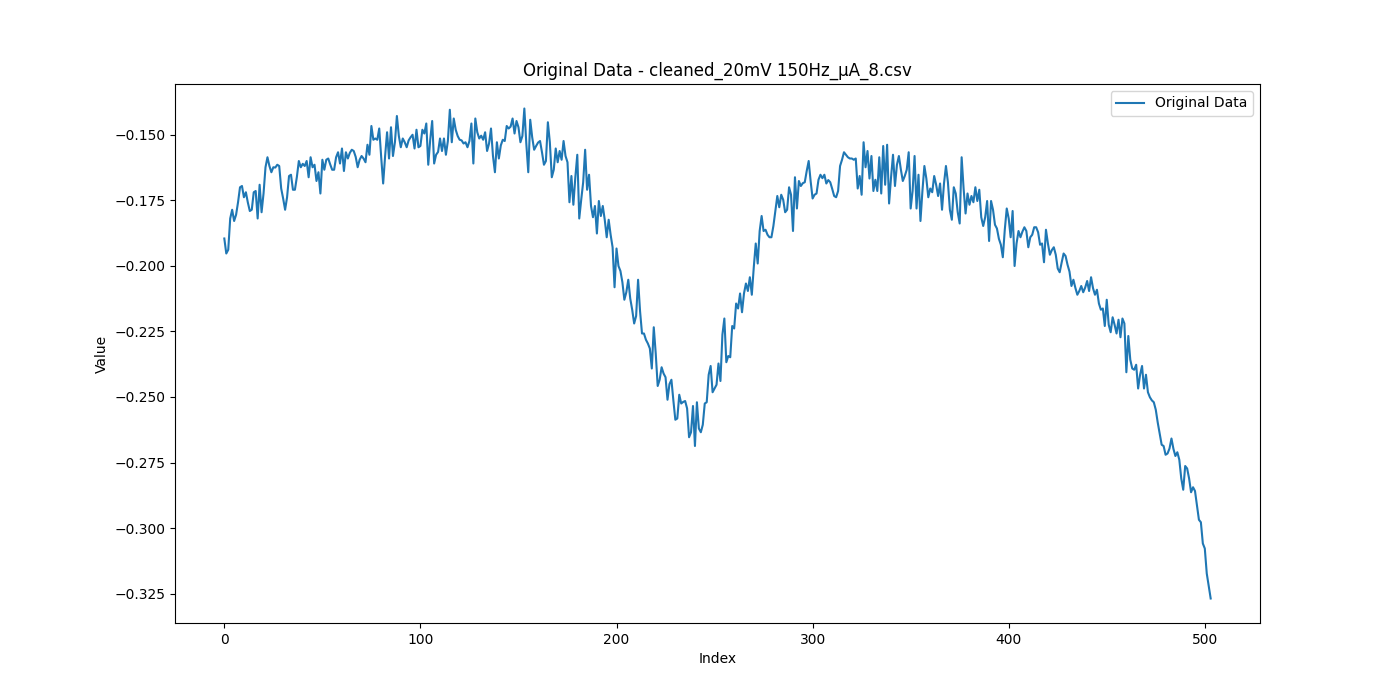 Original Data - cleaned_20mV 150Hz_μA_8.csv
Original Data
−0.150
−0.175
−0.200
−0.225
−0.250
−0.275
−0.300
−0.325
Value
0 100 200 300 400 500
Index